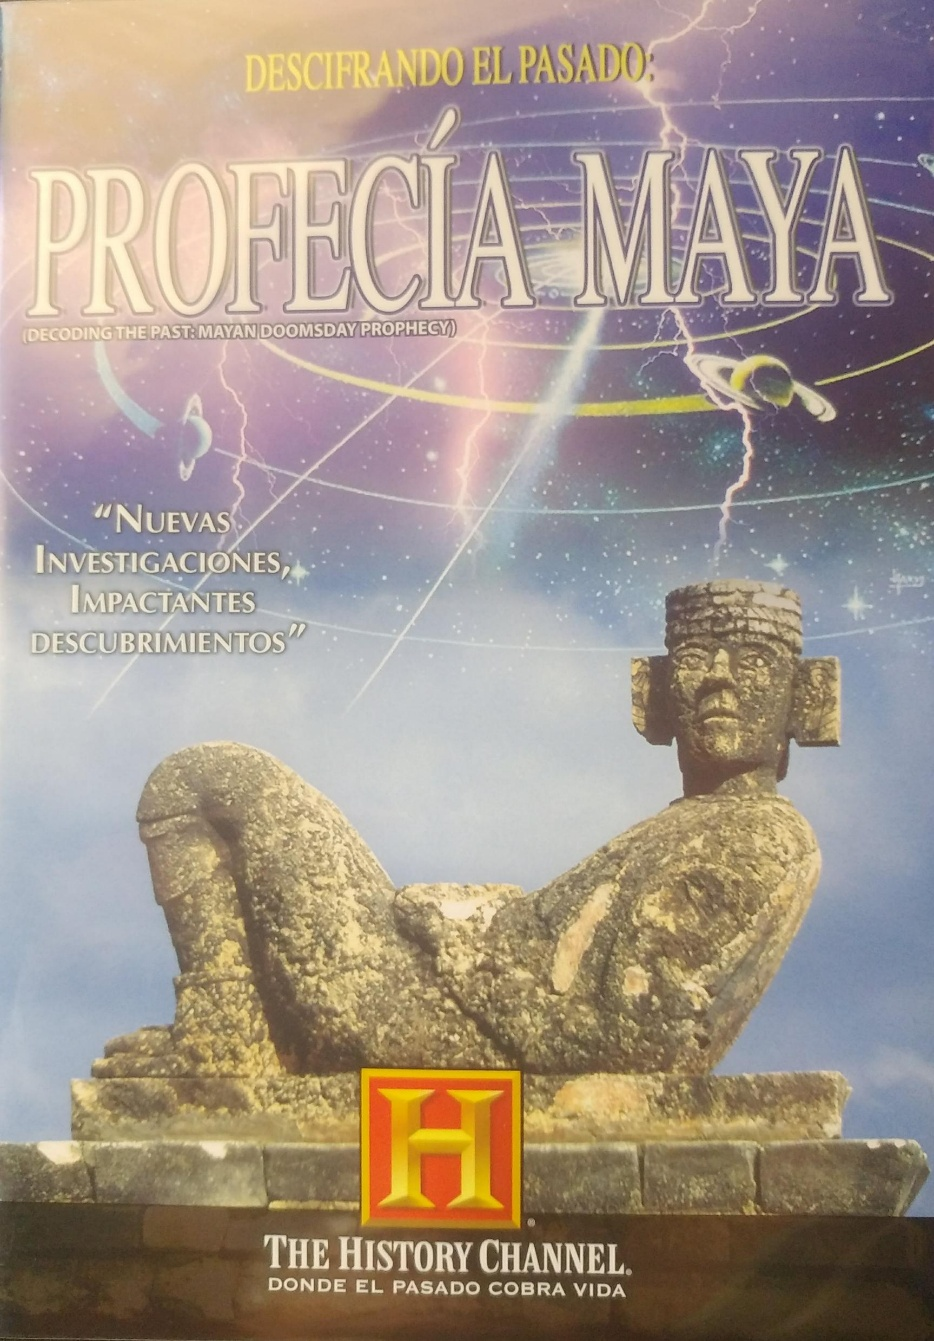 DESCIFRANDO EL PASADO:
PROFECÍA MAYA
(DECODING THE PAST: MAYAN DOOMSDAY PROPHECY)
“NUEVAS
INVESTIGACIONES,
IMPACTANTES
DESCUBRIMIENTOS”
H
THE HISTORY CHANNEL.
DONDE EL PASADO COBRA VIDA